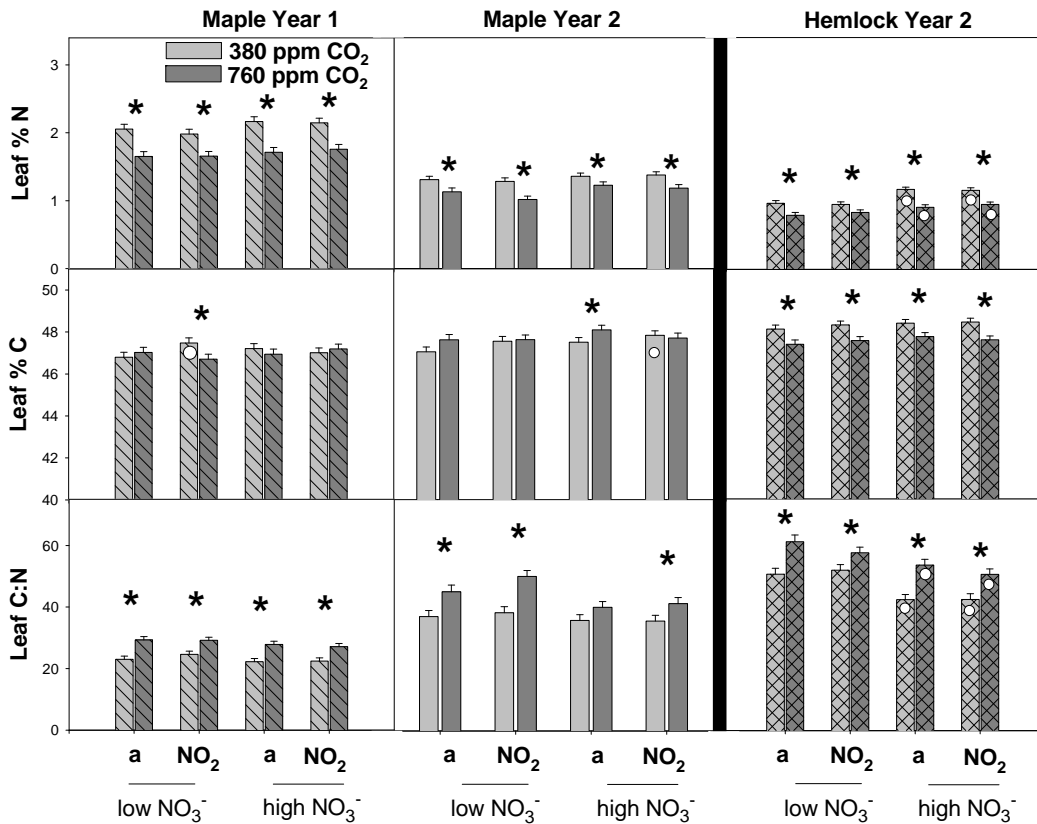 Maple Year 1 Maple Year 2 Hemlock Year 2
380 ppm CO₂
760 ppm CO₂
Leaf % N
3
2
1
0
* * * * * * * * * * * *
Leaf % C
50
48
46
44
42
40
* * * * * *
Leaf C:N
60
40
20
0
* * * * * * * * * * *
a NO₂ a NO₂ a NO₂ a NO₂ a NO₂ a NO₂
low NO₃⁻ high NO₃⁻ low NO₃⁻ high NO₃⁻ low NO₃⁻ high NO₃⁻